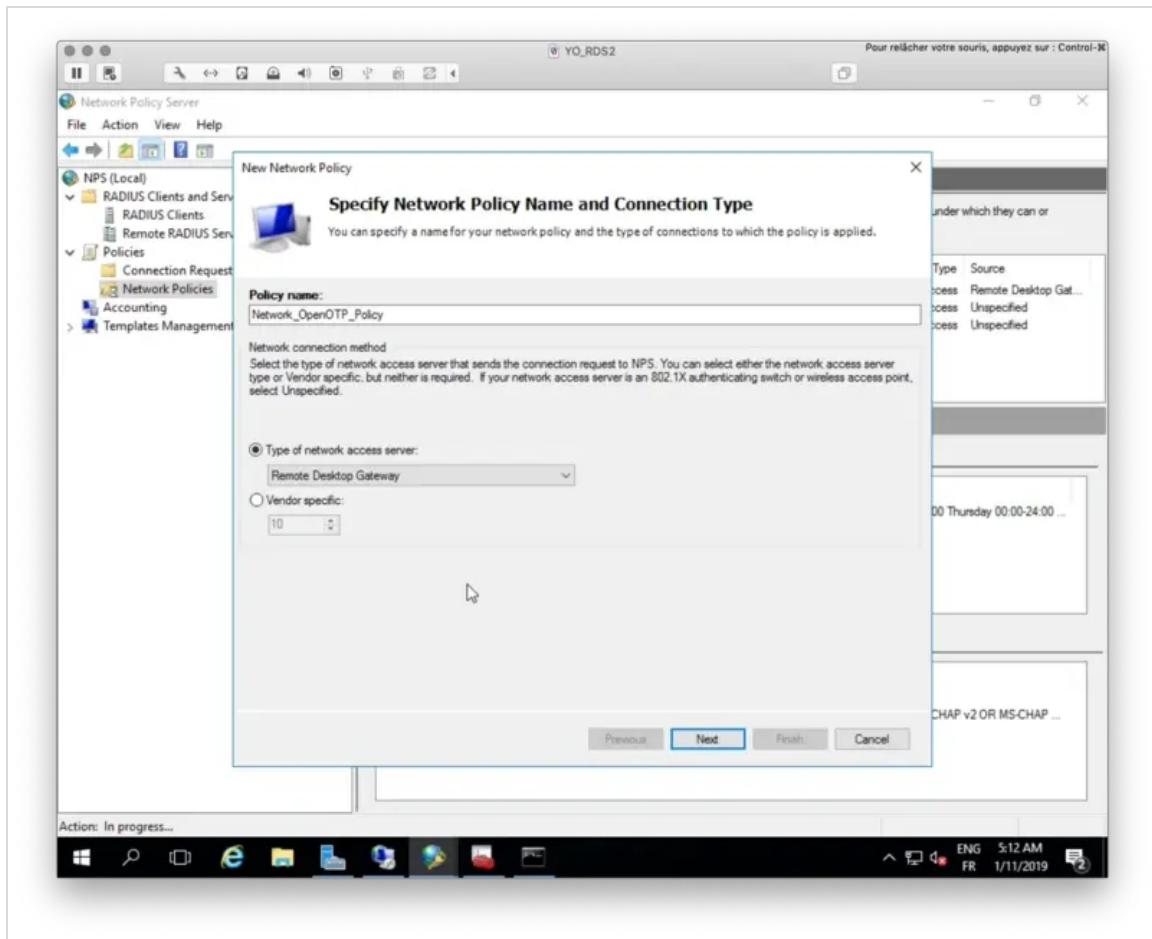 YO_RDS2
Pour relâcher votre souris, appuyez sur : Control-⌘
Network Policy Server
File Action View Help
NPS (Local)
RADIUS Clients and Serv
RADIUS Clients
Remote RADIUS Serv
Policies
Connection Request
Network Policies
Accounting
Templates Management
New Network Policy
Specify Network Policy Name and Connection Type
You can specify a name for your network policy and the type of connections to which the policy is applied.
Policy name:
Network_OpenOTP_Policy
Network connection method
Select the type of network access server that sends the connection request to NPS. You can select either the network access server
type or Vendor specific, but neither is required. If your network access server is an 802.1X authenticating switch or wireless access point,
select Unspecified.
Type of network access server:
Remote Desktop Gateway
Vendor specific:
10
Previous Next Finish Cancel
under which they can or
Type Source
ccess Remote Desktop Gat...
ccess Unspecified
ccess Unspecified
00 Thursday 00:00-24:00 ...
CHAP v2 OR MS-CHAP ...
Action: In progress...
ENG 5:12 AM
FR 1/11/2019
2